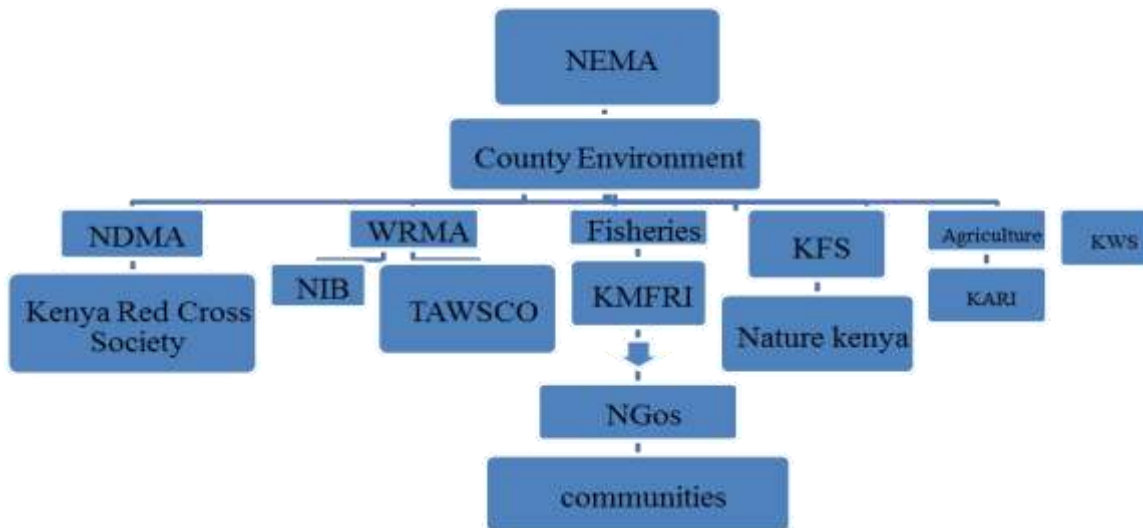 NEMA
County Environment
NDMA
WRMA
Fisheries
KFS
Agriculture
KWS
Kenya Red Cross
Society
NIB
TAWSCO
KMFRI
Nature kenya
KARI
NGos
communities